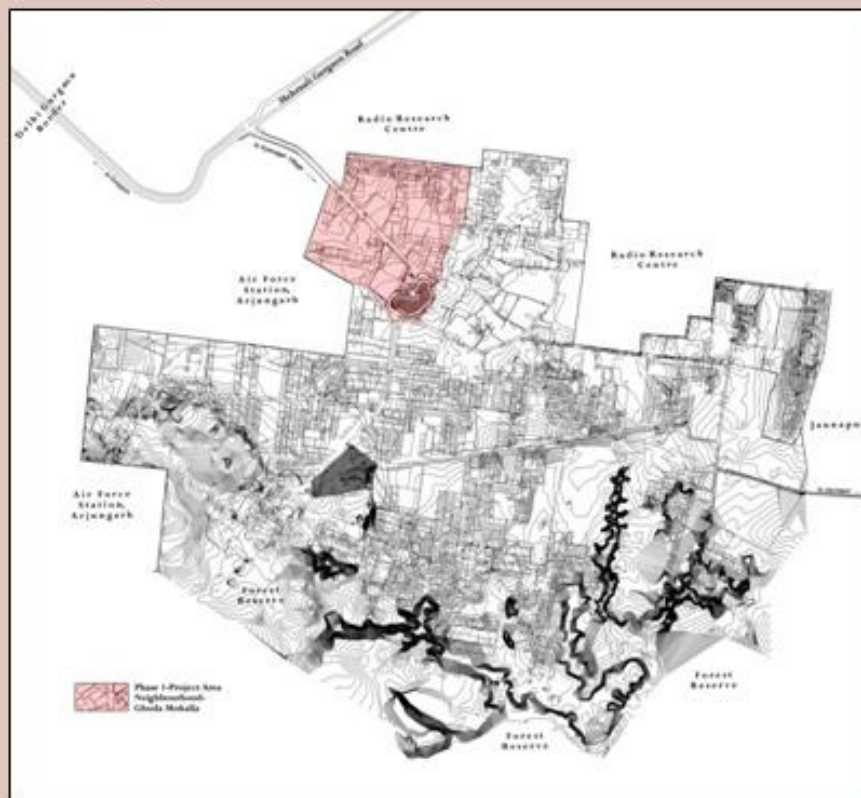 Mehrauli Gurgaon Road
Delhi Gurgaon
Border
Radio Research
Centre
Radio Research
Centre
Air Force
Station,
Arjungarh
Jaunapur
Air Force
Station,
Arjungarh
Forest
Reserve
Forest
Reserve
Forest
Reserve
Phase 1-Project Area
Neighbourhood-
Ghoda Mohalla